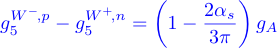 $g_5^{W^-,p} - g_5^{W^+,n} = \left(1 - \frac{2\alpha_s}{3\pi}\right) g_A$